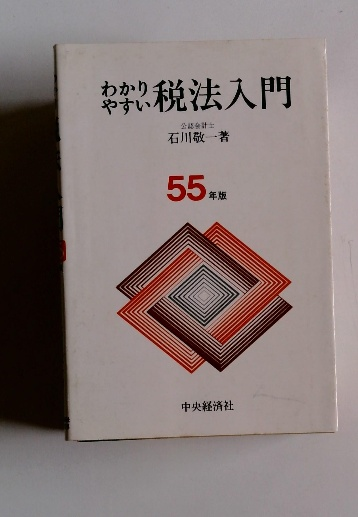 わかりやすい税法入門
公認会計士
石川敬一著
55年版
中央経済社